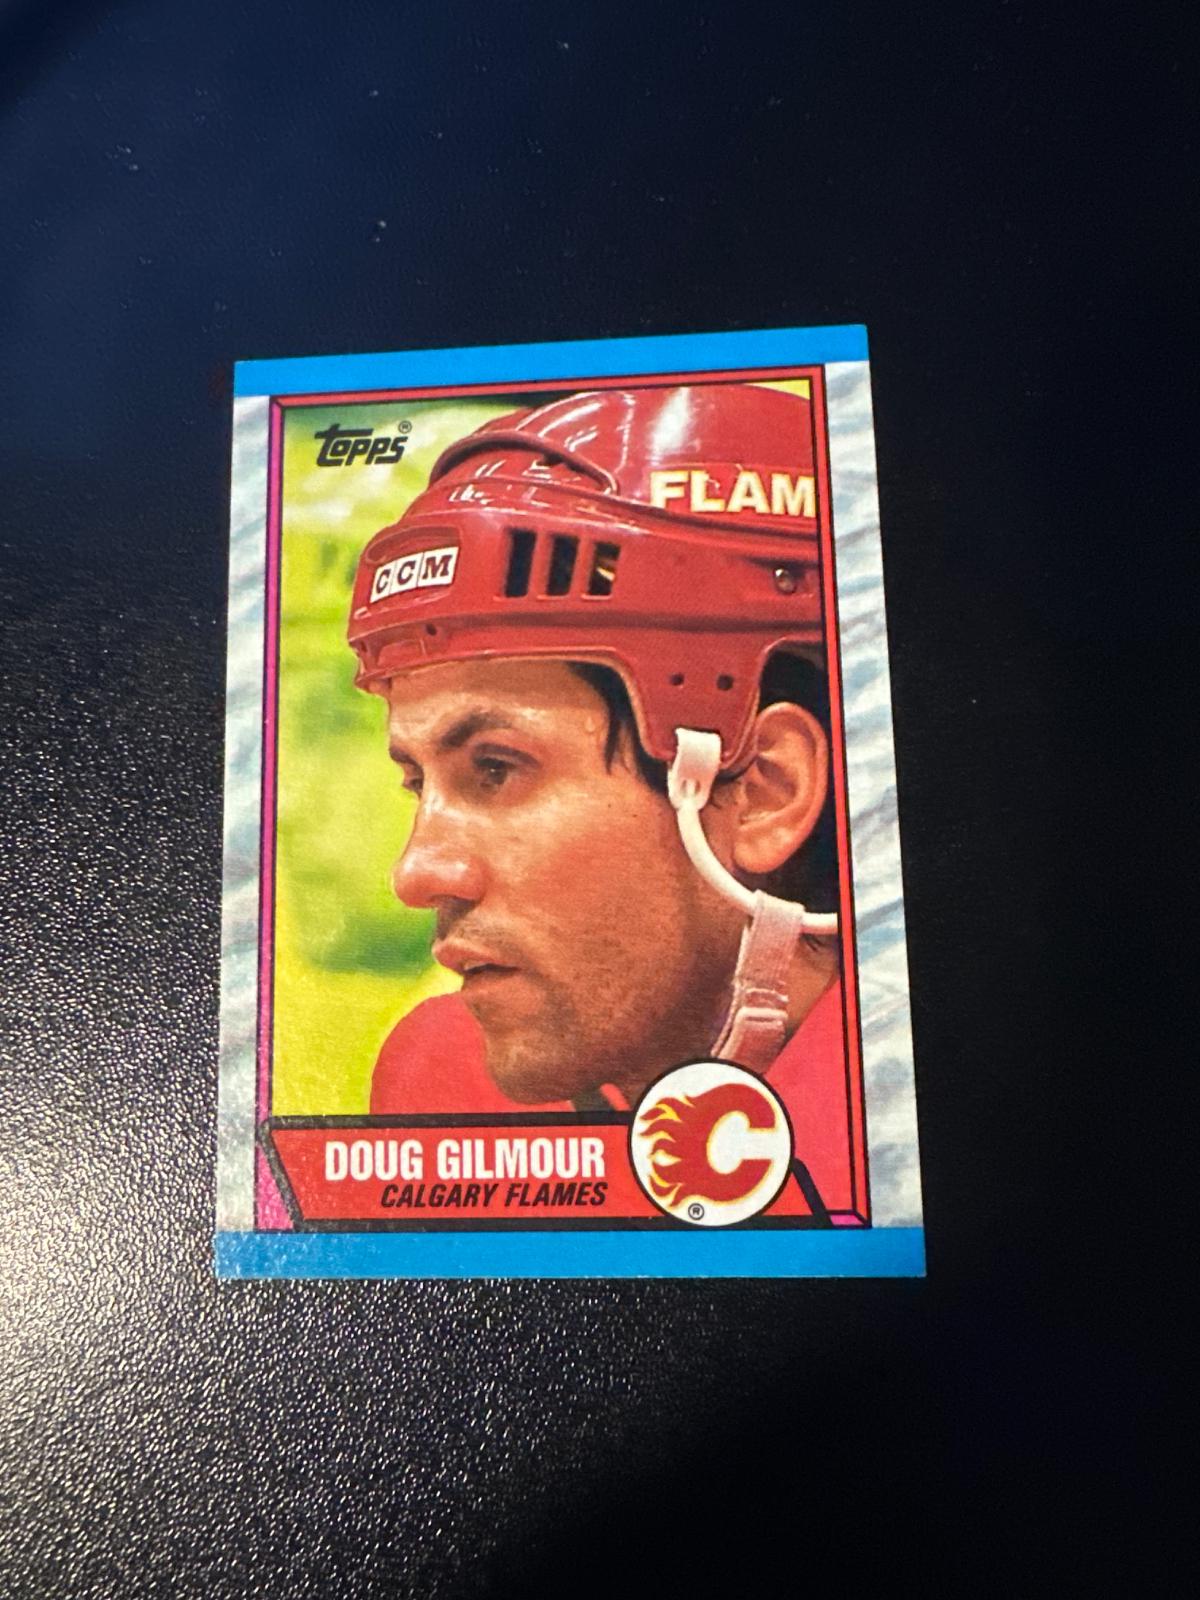 Topps®
FLAM
CCM
DOUG GILMOUR
CALGARY FLAMES
C
®